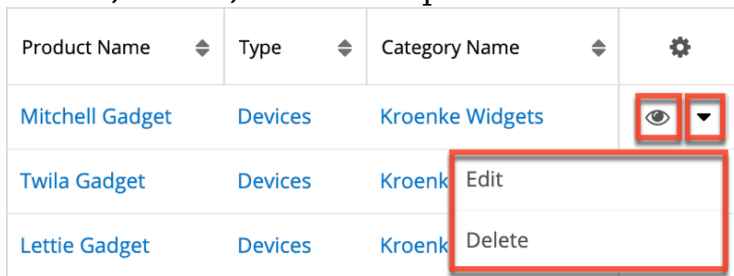 Product Name Type Category Name
Mitchell Gadget Devices Kroenke Widgets
Twila Gadget Devices Kroenk Edit
Lettie Gadget Devices Kroenk Delete